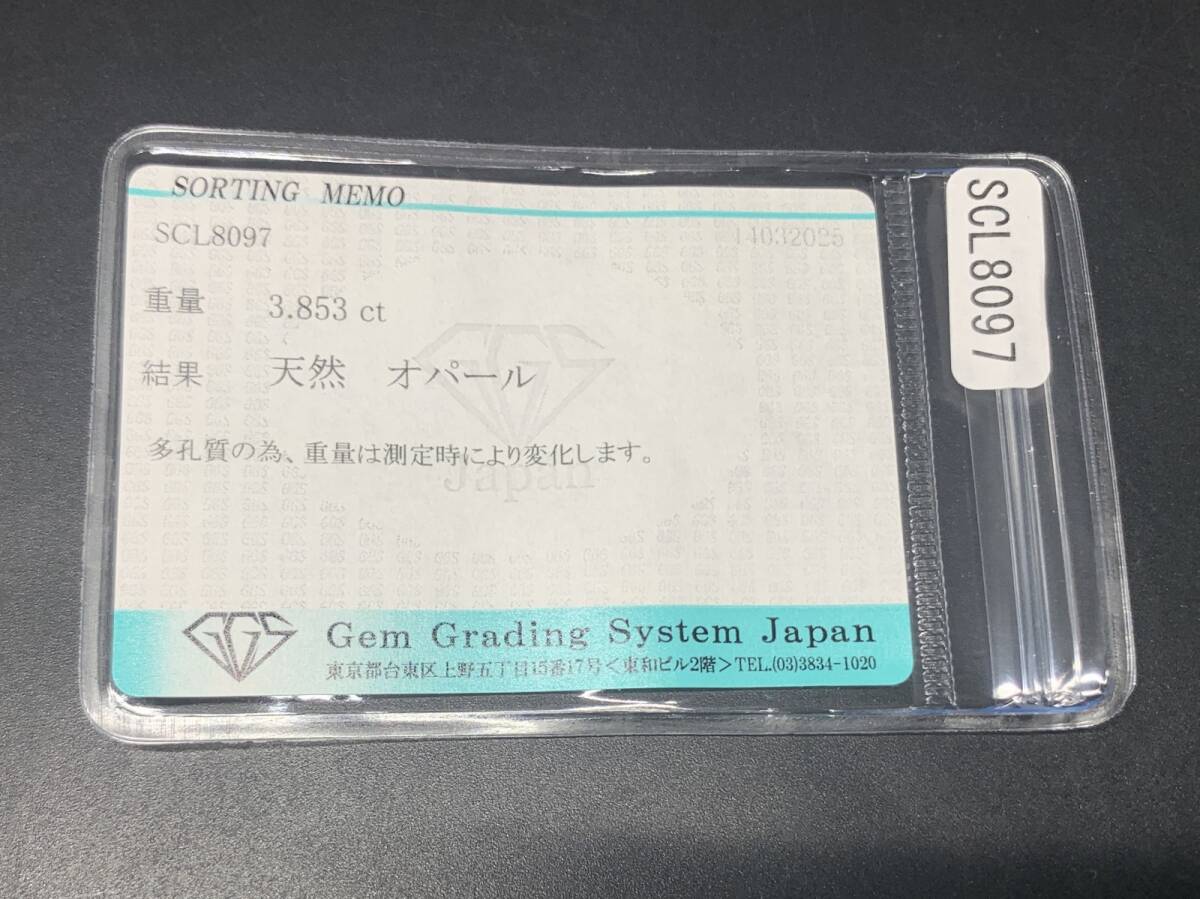 SORTING MEMO
SCL8097 14032025
重量 3.853 ct
結果 天然 オパール
多孔質の為、重量は測定時により変化します。
Japan
GGS Gem Grading System Japan
東京都台東区上野五丁目15番17号＜東和ビル2階＞TEL.(03)3834-1020
SCL8097